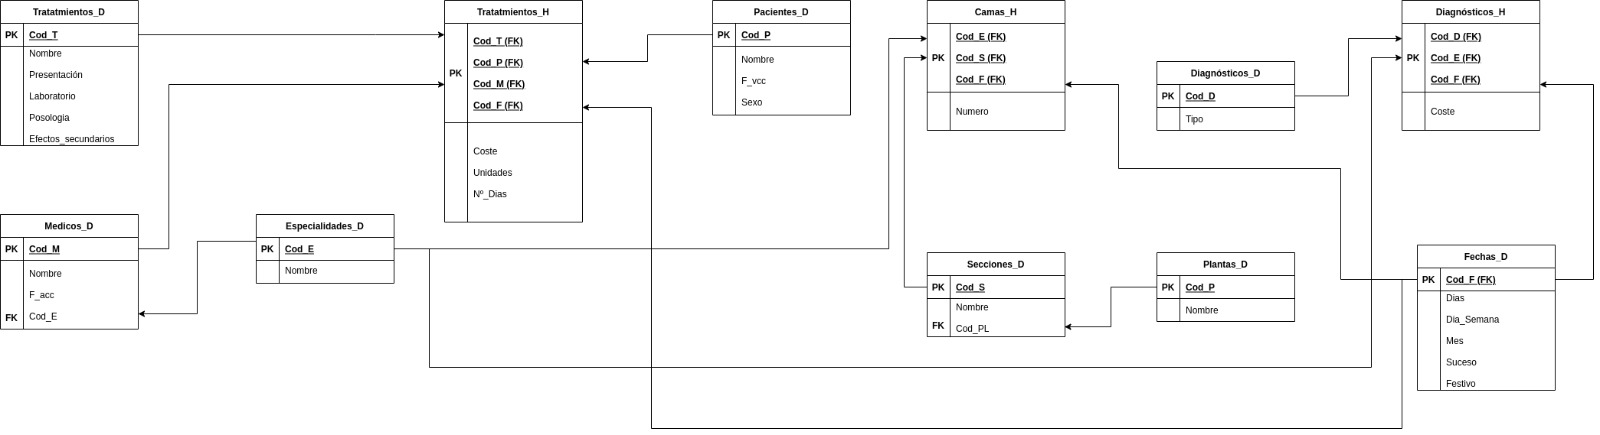 Tratatmientos_D
PK Cod_T
Nombre
Presentación
Laboratorio
Posología
Efectos_secundarios
Tratatmientos_H
PK
Cod_T (FK)
Cod_P (FK)
Cod_M (FK)
Cod_F (FK)
Coste
Unidades
Nº_Dias
Pacientes_D
PK Cod_P
Nombre
F_vcc
Sexo
Camas_H
PK
Cod_E (FK)
Cod_S (FK)
Cod_F (FK)
Numero
Diagnósticos_D
PK Cod_D
Tipo
Diagnósticos_H
PK
Cod_D (FK)
Cod_E (FK)
Cod_F (FK)
Coste
Medicos_D
PK Cod_M
Nombre
F_acc
FK Cod_E
Especialidades_D
PK Cod_E
Nombre
Secciones_D
PK Cod_S
Nombre
FK Cod_PL
Plantas_D
PK Cod_P
Nombre
Fechas_D
PK Cod_F (FK)
Dias
Dia_Semana
Mes
Suceso
Festivo